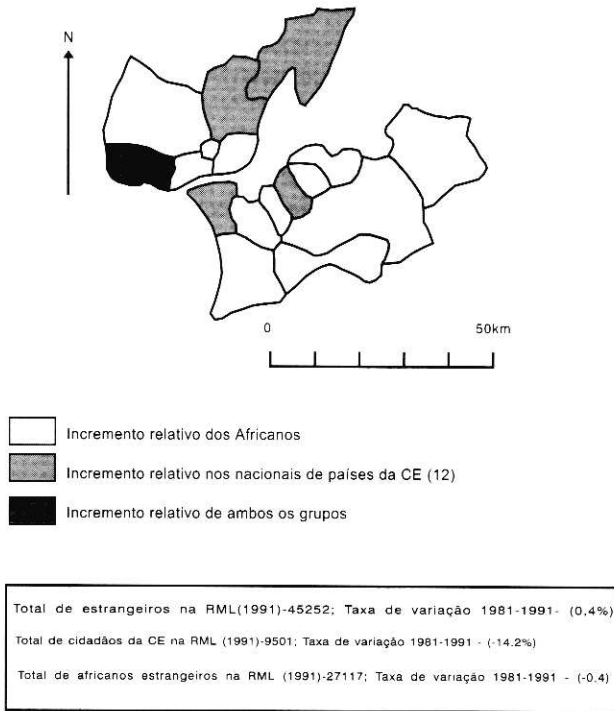 N
0 50km
Incremento relativo dos Africanos
Incremento relativo nos nacionais de países da CE (12)
Incremento relativo de ambos os grupos
Total de estrangeiros na RML(1991)-45252; Taxa de variação 1981-1991- (0,4%)
Total de cidadãos da CE na RML (1991)-9501; Taxa de variação 1981-1991 - (-14.2%)
Total de africanos estrangeiros na RML (1991)-27117; Taxa de variação 1981-1991 - (-0.4)